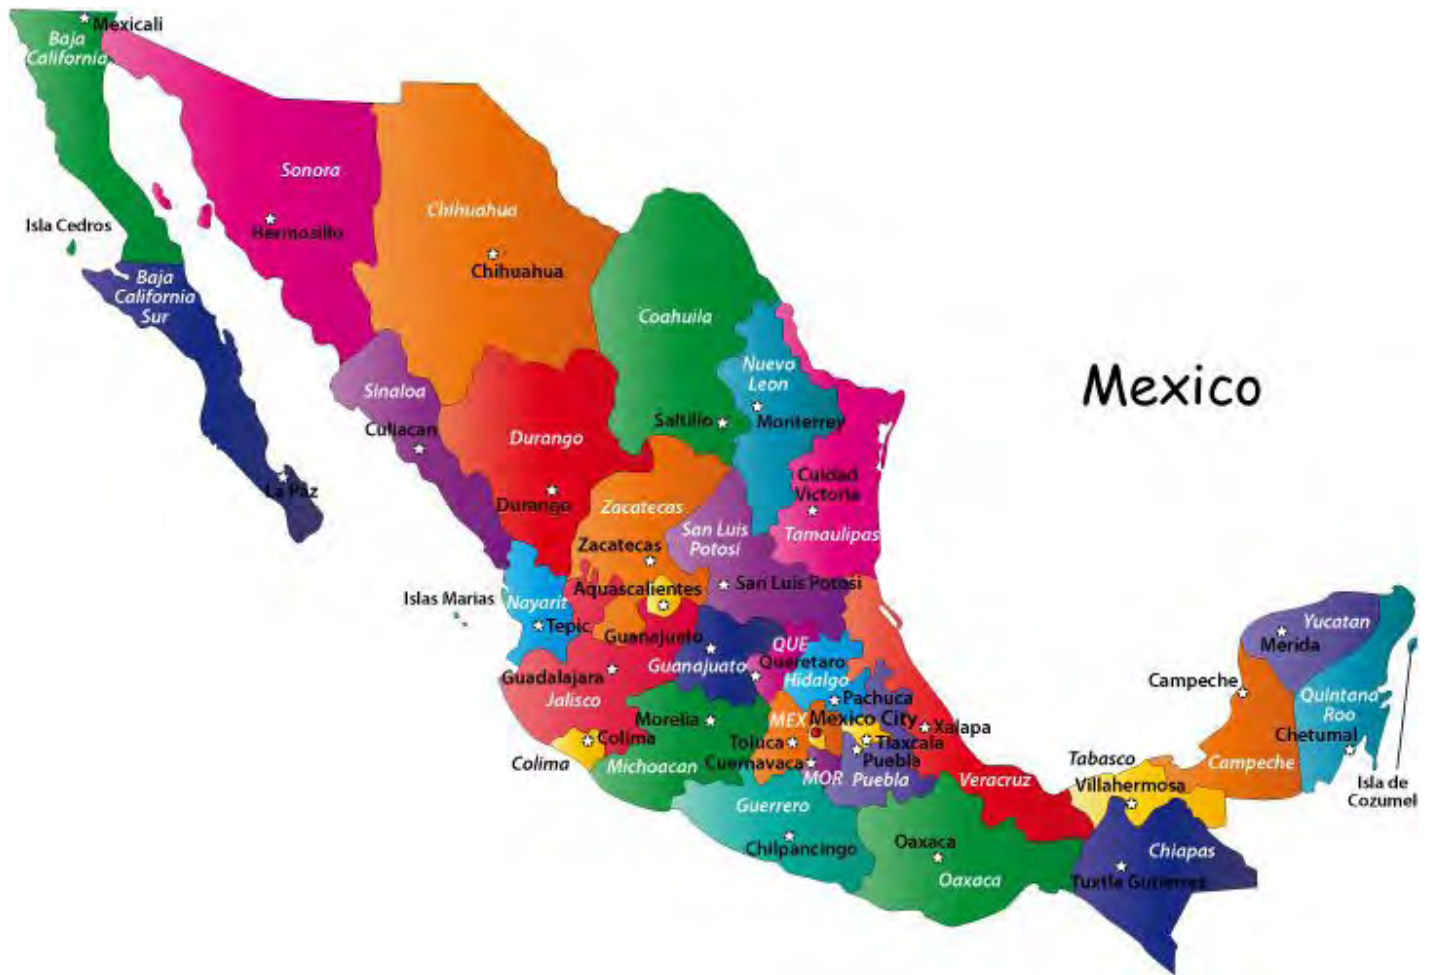 Mexicali
Baja
California
Sonora
Hermosillo
Isla Cedros
Chihuahua
Chihuahua
Baja
California
Sur
La Paz
Coahuila
Saltillo
Nuevo
Leon
Monterrey
Mexico
Sinaloa
Culiacan
Durango
Durango
Cuidad
Victoria
Tamaulipas
Zacatecas
Zacatecas
San Luis
Potosi
San Luis Potosi
Islas Marias
Nayarit
Tepic
Aquascalientes
Guanajuato
Guanajuato
QUE
Queretaro
Hidalgo
Pachuca
Guadalajara
Jalisco
Morelia
MEX
Mexico City
Xalapa
Colima
Colima
Toluca
Tlaxcala
Cuernavaca
Puebla
Michoacan
MOR
Puebla
Veracruz
Guerrero
Chilpancingo
Oaxaca
Oaxaca
Yucatan
Merida
Campeche
Quintana
Roo
Chetumal
Tabasco
Villahermosa
Campeche
Isla de
Cozumel
Chiapas
Tuxtla Gutierrez